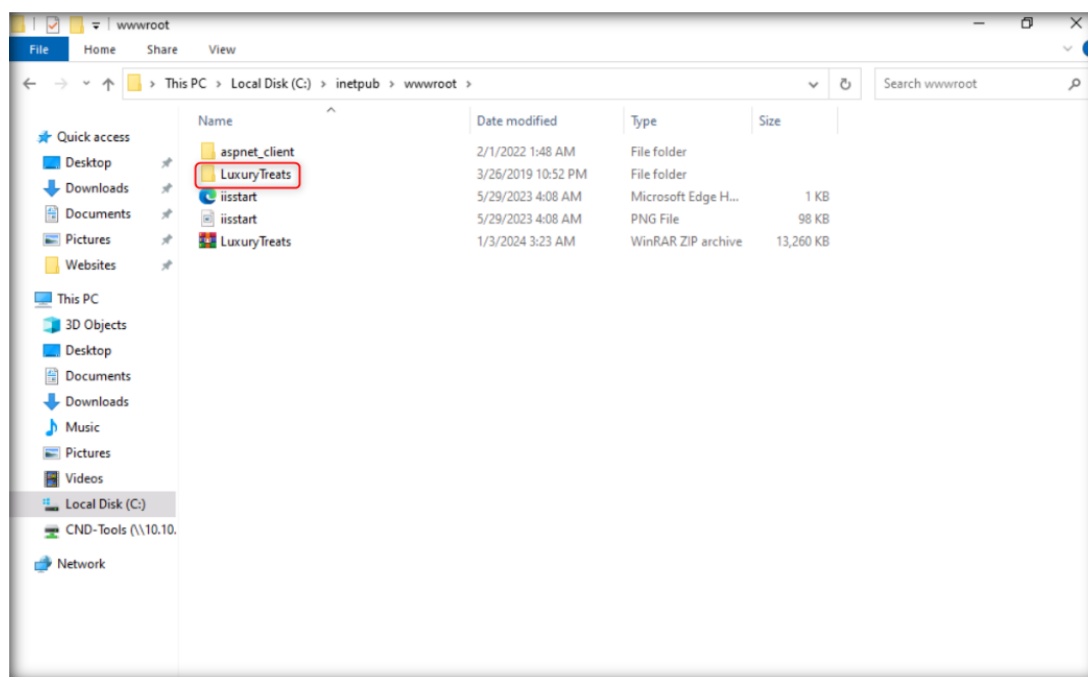 wwwroot
File Home Share View
This PC > Local Disk (C:) > inetpub > wwwroot >
Search wwwroot
Name Date modified Type Size
Quick access
Desktop
Downloads
Documents
Pictures
Websites
This PC
3D Objects
Desktop
Documents
Downloads
Music
Pictures
Videos
Local Disk (C:)
CND-Tools (\\10.10.
Network
aspnet_client 2/1/2022 1:48 AM File folder
LuxuryTreats 3/26/2019 10:52 PM File folder
iisstart 5/29/2023 4:08 AM Microsoft Edge H... 1 KB
iisstart 5/29/2023 4:08 AM PNG File 98 KB
LuxuryTreats 1/3/2024 3:23 AM WinRAR ZIP archive 13,260 KB